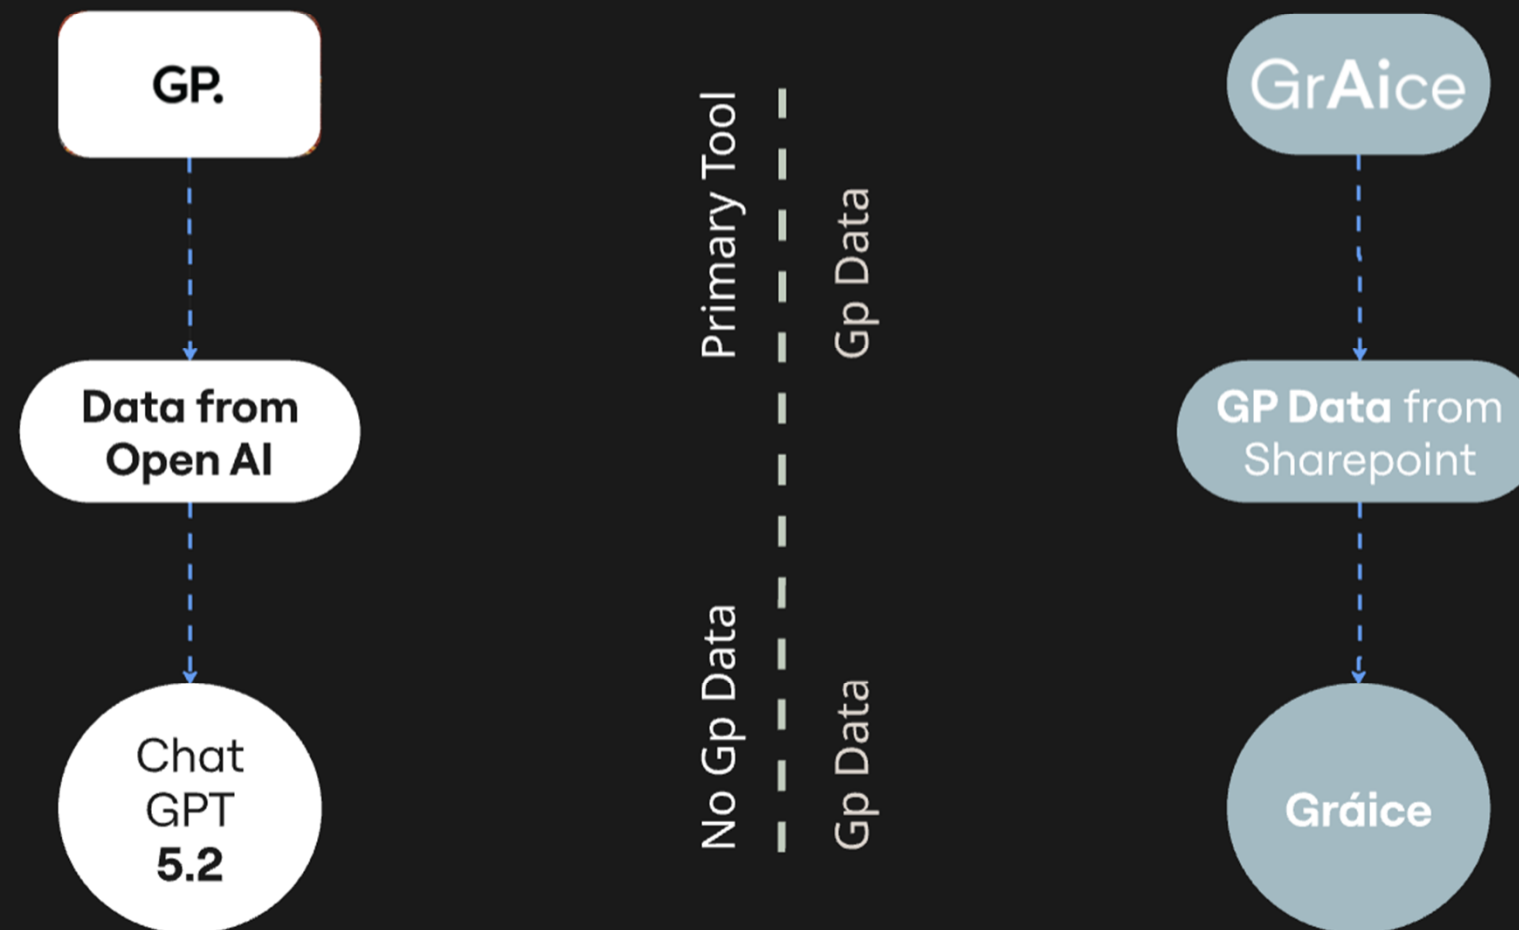 GP.
Data from
Open AI
Chat
GPT
5.2
Primary Tool
No Gp Data
Gp Data
Gp Data
GrAice
GP Data from
Sharepoint
Gráice